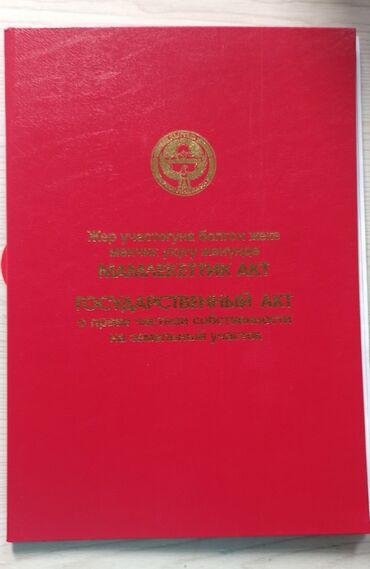 Жер участогуна болгон жеке
менчик укугу жөнүндө
МАМЛЕКЕТТИК АКТ
ГОСУДАРСТВЕННЫЙ АКТ
о праве частной собственности
на земельный участок